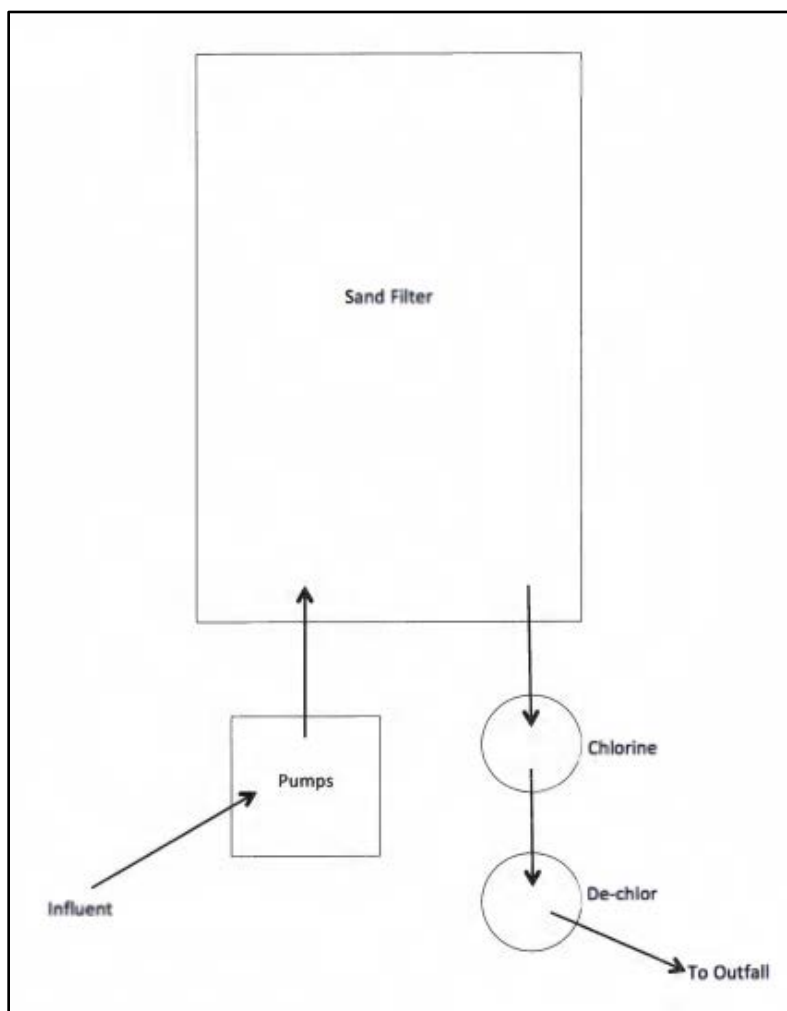 Sand Filter
Pumps
Chlorine
Influent
De-chlor
To Outfall